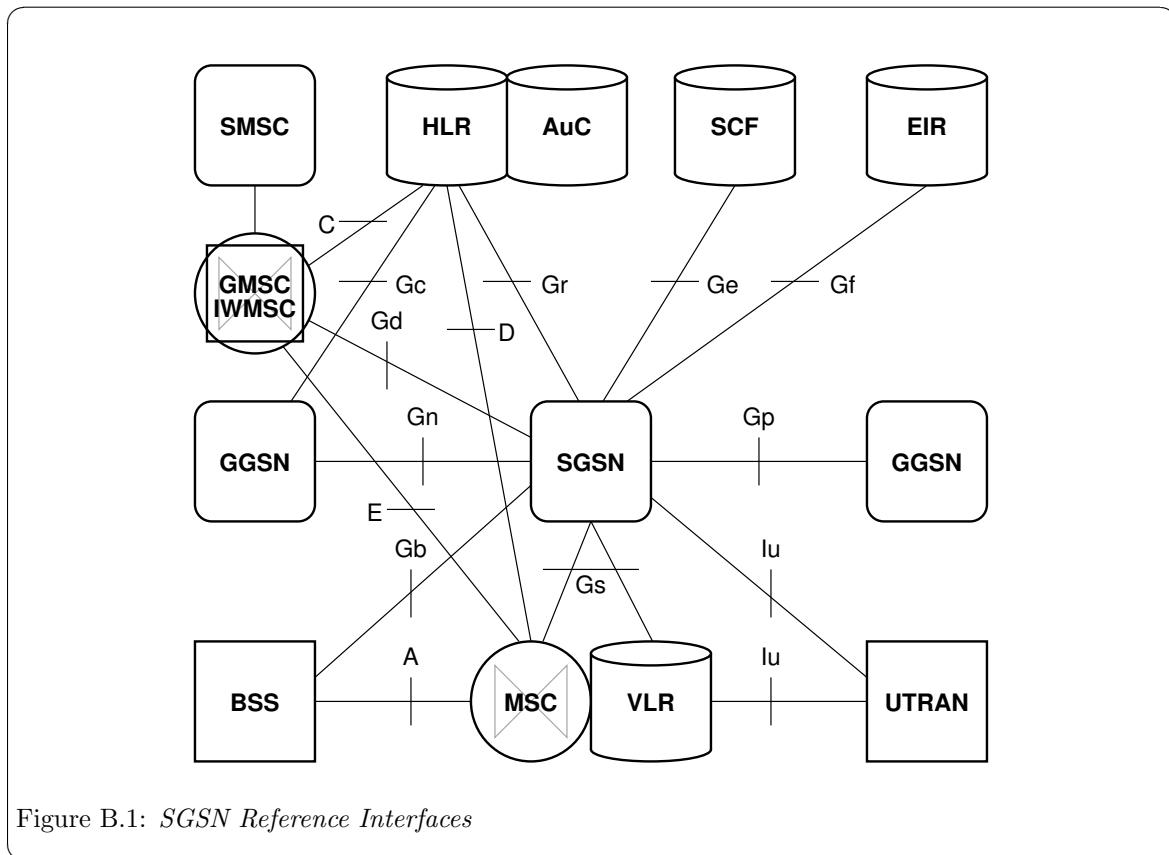 SMSC
HLR
AuC
SCF
EIR
C
GMSC
IWMSC
Gc
Gr
Ge
Gf
Gd
D
Gn
Gp
GGSN
SGSN
GGSN
E
Gb
Iu
Gs
A
Iu
BSS
MSC
VLR
UTRAN
Figure B.1: SGSN Reference Interfaces